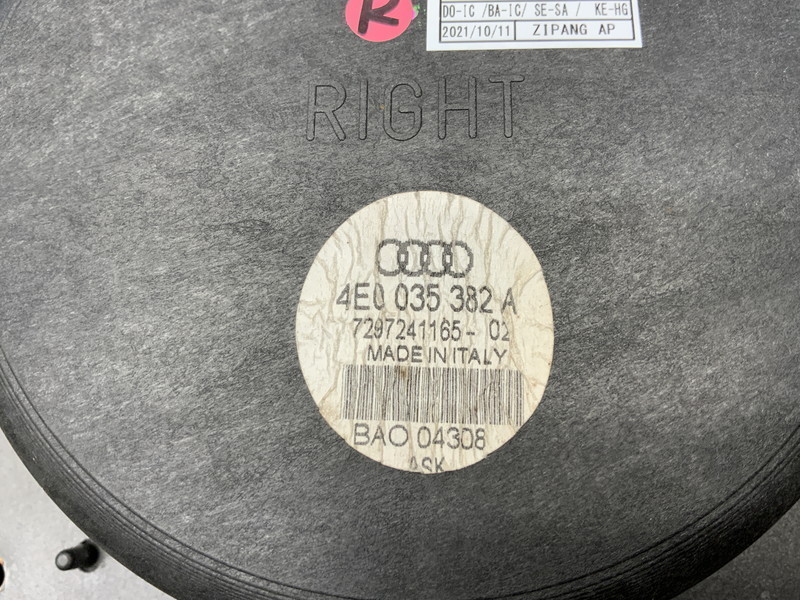 R
DO-IC /BA-IC/ SE-SA / KE-HG
2021/10/11 ZIPANG AP
RIGHT
4E0 035 382 A
7297241165- 02
MADE IN ITALY
BAO 04308
ASK